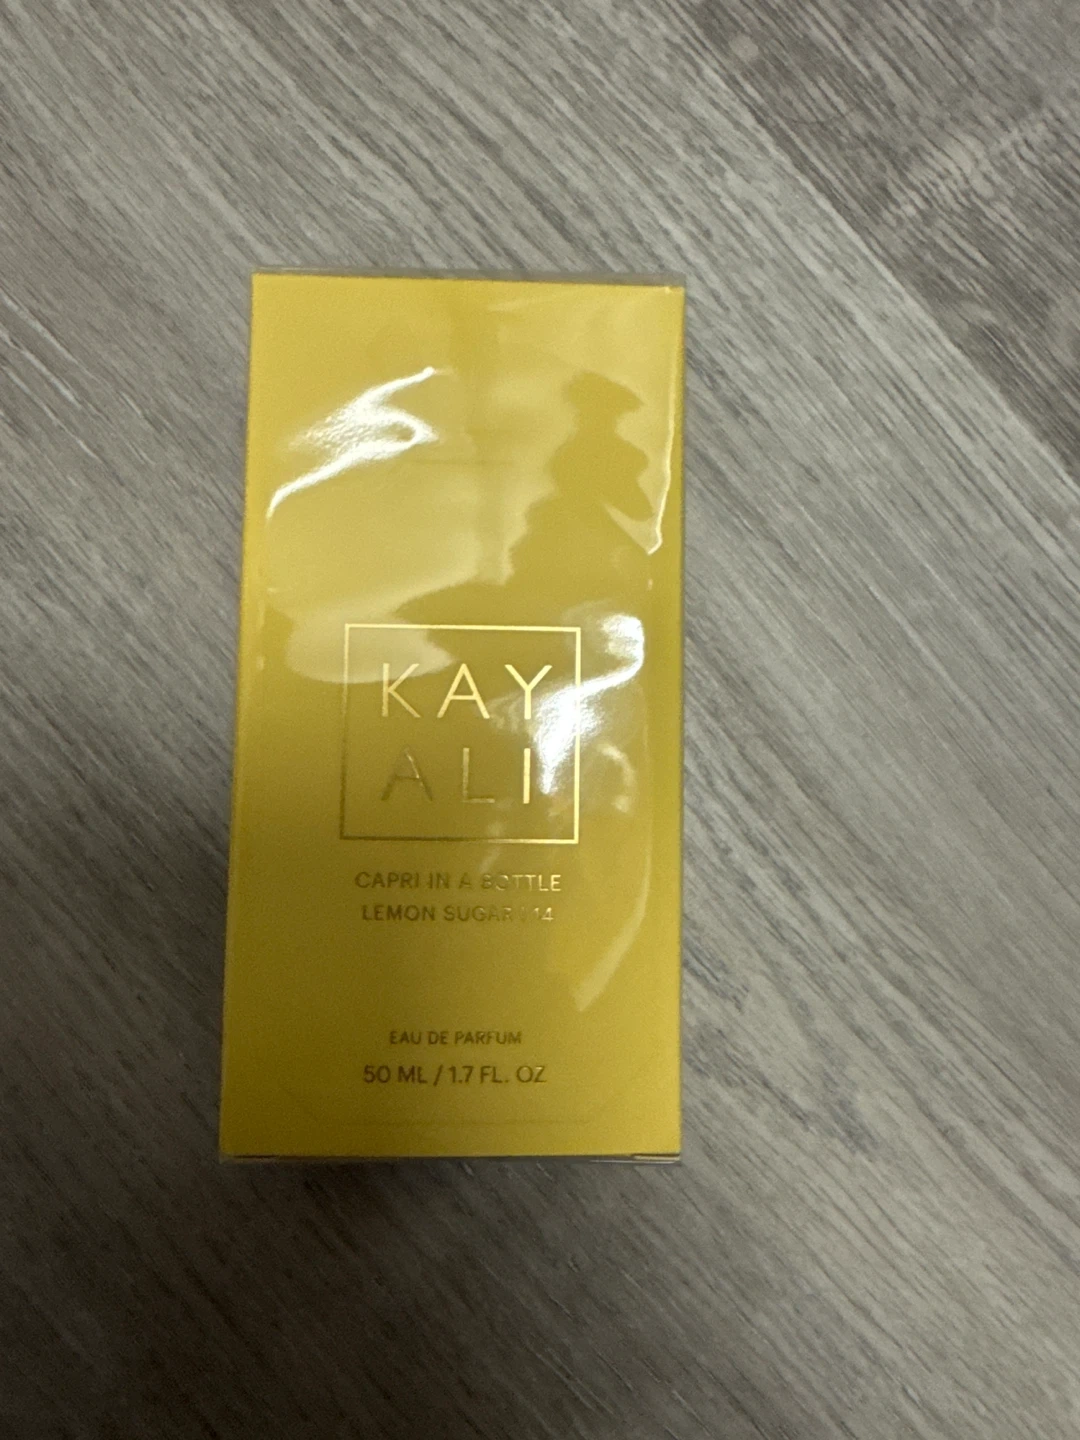 KAY
ALI
CAPRI IN A BOTTLE
LEMON SUGAR | 14
EAU DE PARFUM
50 ML / 1.7 FL. OZ